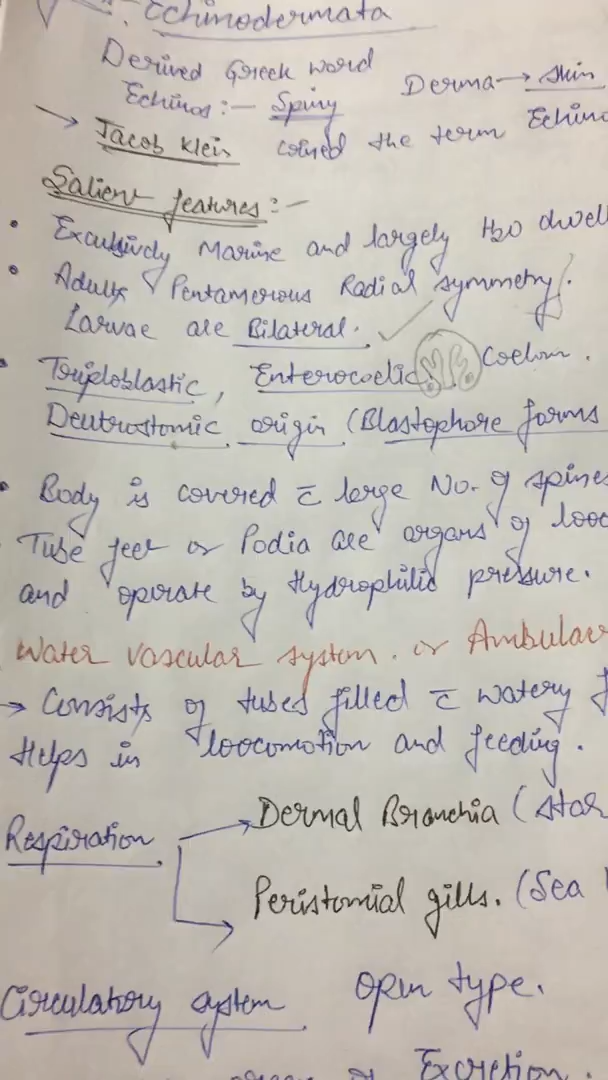 Echinodermata
Derived Greek word
Echinos :- Spiny Derma → skin
→ Jacob Klein coined the term Echino
Salient features :-
• Exculsively Marine and largely H2O dwell
• Adults Pentamerous Radial symmetry.
Larvae are Bilateral.
• Triploblastic, Enterocoelic Coelom.
Deutrostomic origin (Blastophore forms
• Body is covered c̄ large No. of spines
Tube feet or Podia are organs of loco
and operate by Hydrophilic pressure.
Water vascular system. or Ambulacr
→ Consists of tubes filled c̄ watery f
Helps in loocomotion and feeding.
Respiration → Dermal Branchia (Star
→ Peristomial gills. (Sea
Circulatory system open type.
Excretion.